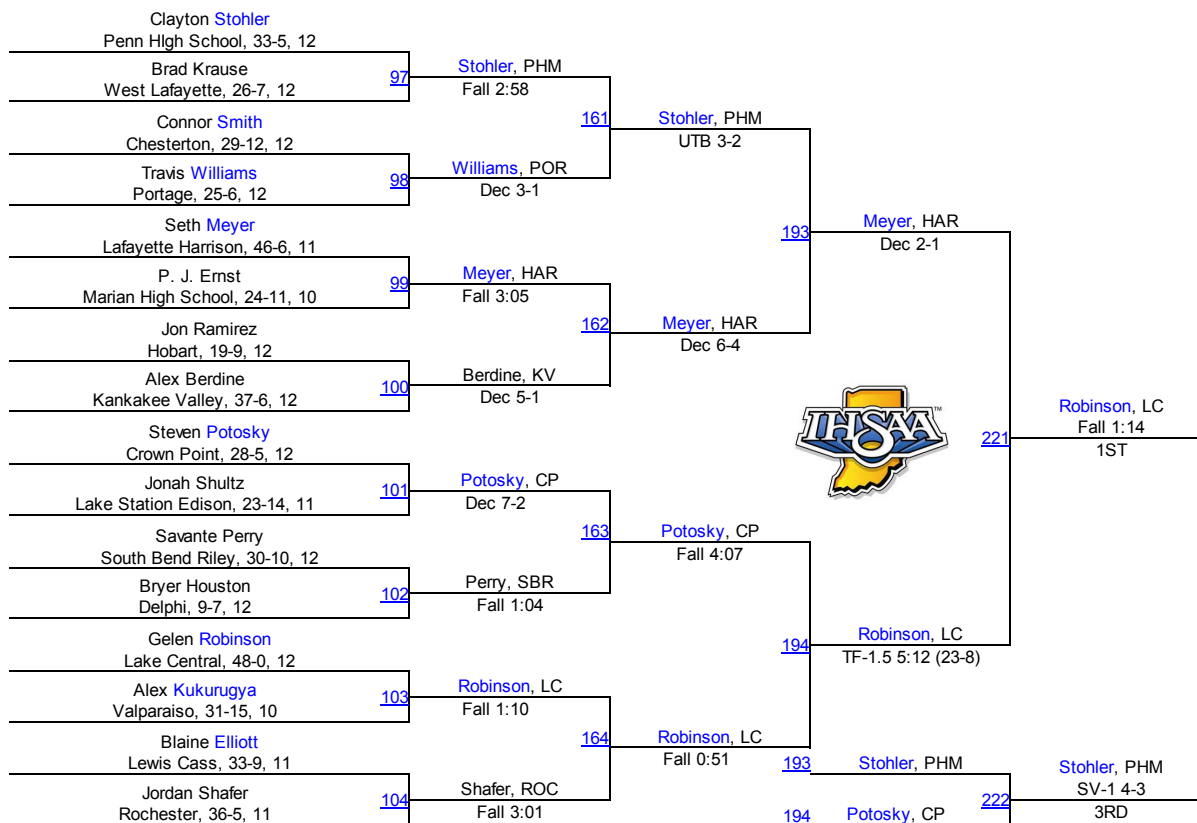 Clayton Stohler
Penn HIgh School, 33-5, 12
Brad Krause
West Lafayette, 26-7, 12
97
Stohler, PHM
Fall 2:58
Connor Smith
Chesterton, 29-12, 12
Travis Williams
Portage, 25-6, 12
98
Williams, POR
Dec 3-1
161
Stohler, PHM
UTB 3-2
Seth Meyer
Lafayette Harrison, 46-6, 11
P. J. Ernst
Marian High School, 24-11, 10
99
Meyer, HAR
Fall 3:05
Jon Ramirez
Hobart, 19-9, 12
Alex Berdine
Kankakee Valley, 37-6, 12
100
Berdine, KV
Dec 5-1
162
Meyer, HAR
Dec 6-4
193
Meyer, HAR
Dec 2-1
Steven Potosky
Crown Point, 28-5, 12
Jonah Shultz
Lake Station Edison, 23-14, 11
101
Potosky, CP
Dec 7-2
Savante Perry
South Bend Riley, 30-10, 12
Bryer Houston
Delphi, 9-7, 12
102
Perry, SBR
Fall 1:04
163
Potosky, CP
Fall 4:07
Gelen Robinson
Lake Central, 48-0, 12
Alex Kukurugya
Valparaiso, 31-15, 10
103
Robinson, LC
Fall 1:10
Blaine Elliott
Lewis Cass, 33-9, 11
Jordan Shafer
Rochester, 36-5, 11
104
Shafer, ROC
Fall 3:01
164
Robinson, LC
Fall 0:51
194
Robinson, LC
TF-1.5 5:12 (23-8)
IHSAA™
221
Robinson, LC
Fall 1:14
1ST
193
Stohler, PHM
194
Potosky, CP
222
Stohler, PHM
SV-1 4-3
3RD